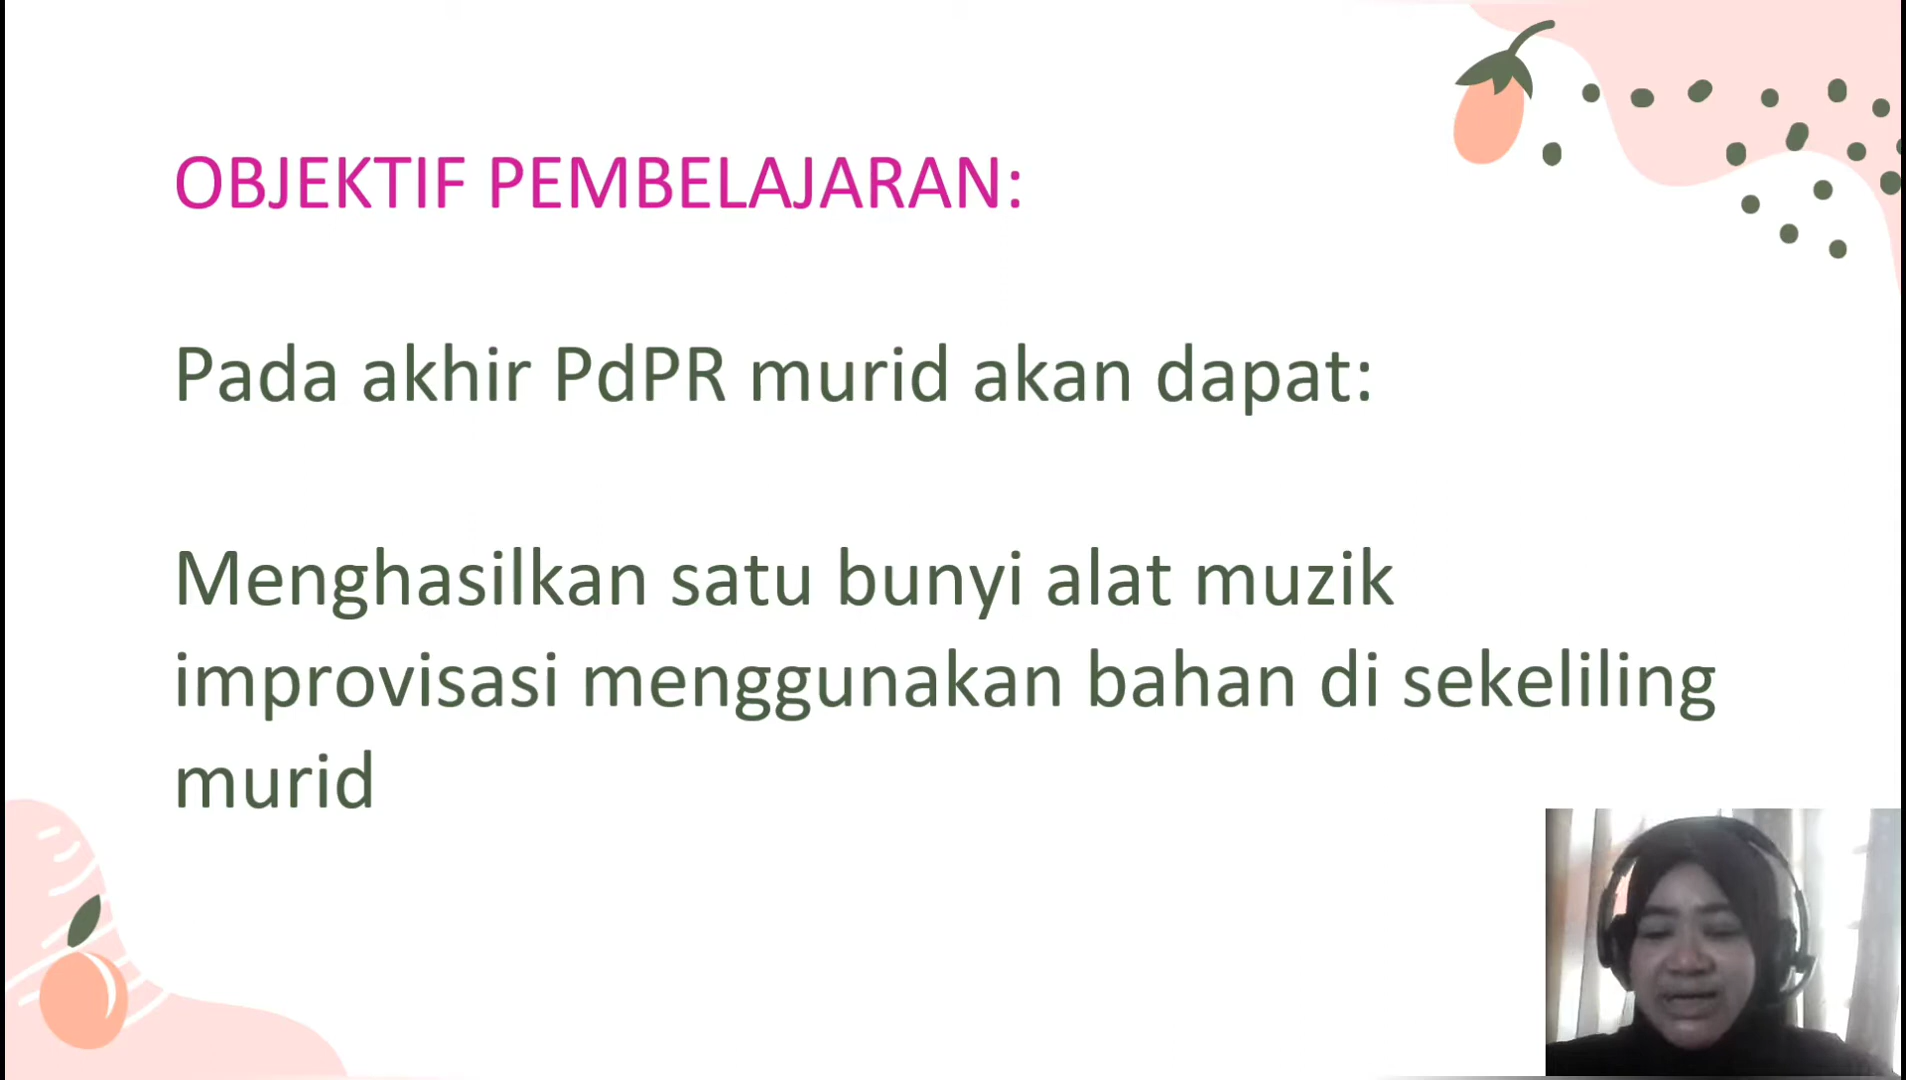 OBJEKTIF PEMBELAJARAN:
Pada akhir PdPR murid akan dapat:
Menghasilkan satu bunyi alat muzik
improvisasi menggunakan bahan di sekeliling
murid